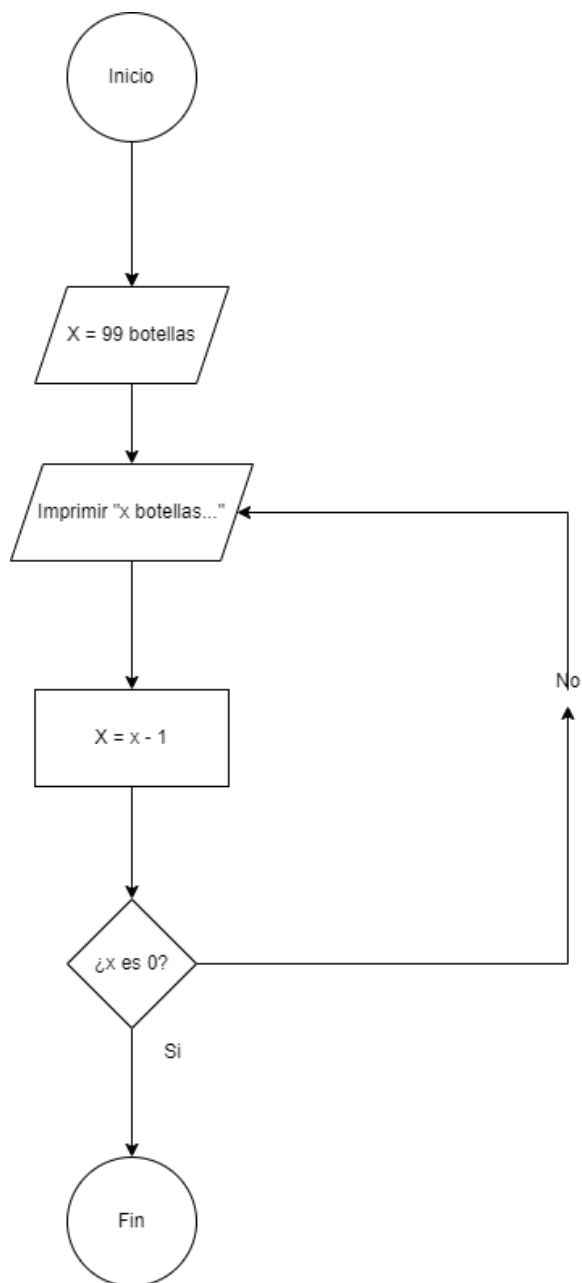 Inicio
X = 99 botellas
Imprimir "x botellas..."
No
X = x - 1
¿x es 0?
Si
Fin